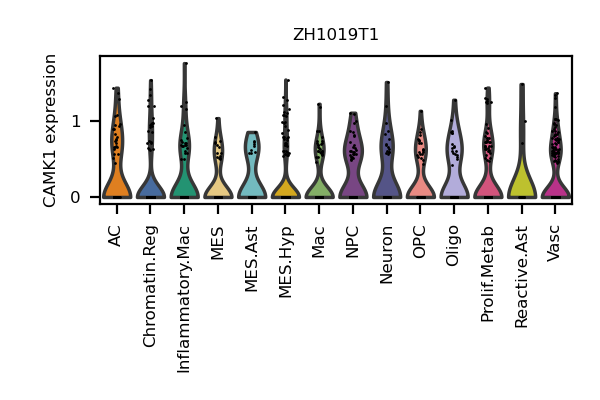 ZH1019T1
CAMK1 expression
1
0
AC
Chromatin.Reg
Inflammatory.Mac
MES
MES.Ast
MES.Hyp
Mac
NPC
Neuron
OPC
Oligo
Prolif.Metab
Reactive.Ast
Vasc